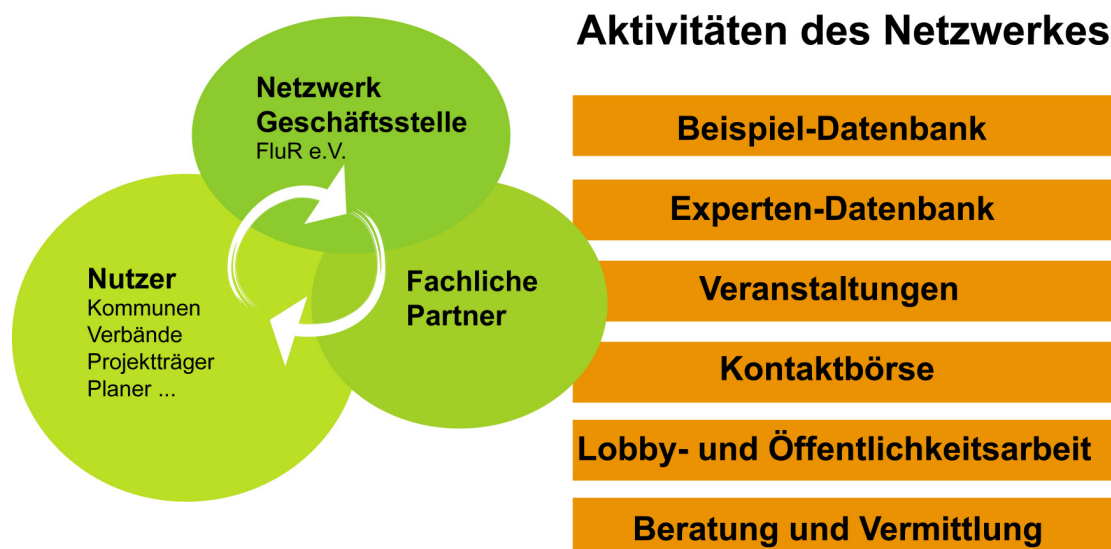 Aktivitäten des Netzwerkes
Netzwerk
Geschäftsstelle
FluR e.V.
Nutzer
Kommunen
Verbände
Projektträger
Planer ...
Fachliche
Partner
Beispiel-Datenbank
Experten-Datenbank
Veranstaltungen
Kontaktbörse
Lobby- und Öffentlichkeitsarbeit
Beratung und Vermittlung